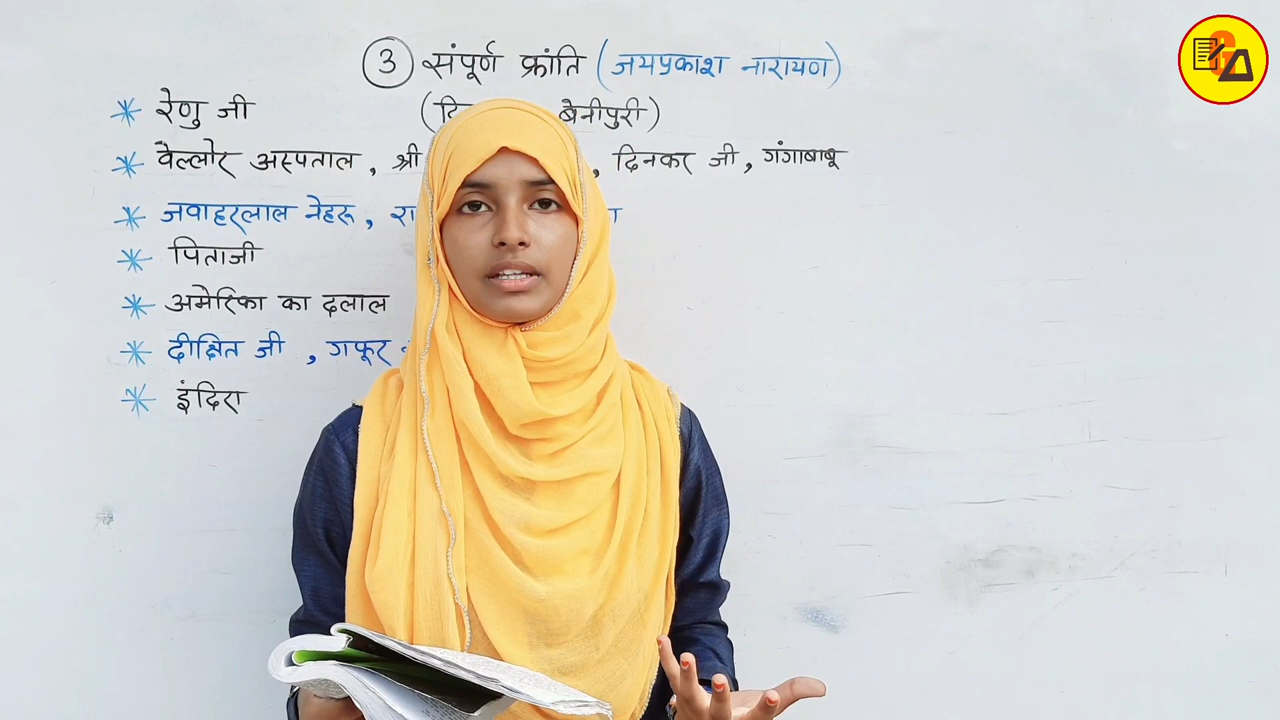 3 संपूर्ण क्रांति (जयप्रकाश नारायण)
रेणु जी
( बेनीपुरी)
वेल्लोर अस्पताल, श्री , दिनकर जी, गंगाबाबू
जवाहरलाल नेहरू,
पिताजी
अमेरिका का दलाल
दीक्षित जी , गफूर
इंदिरा